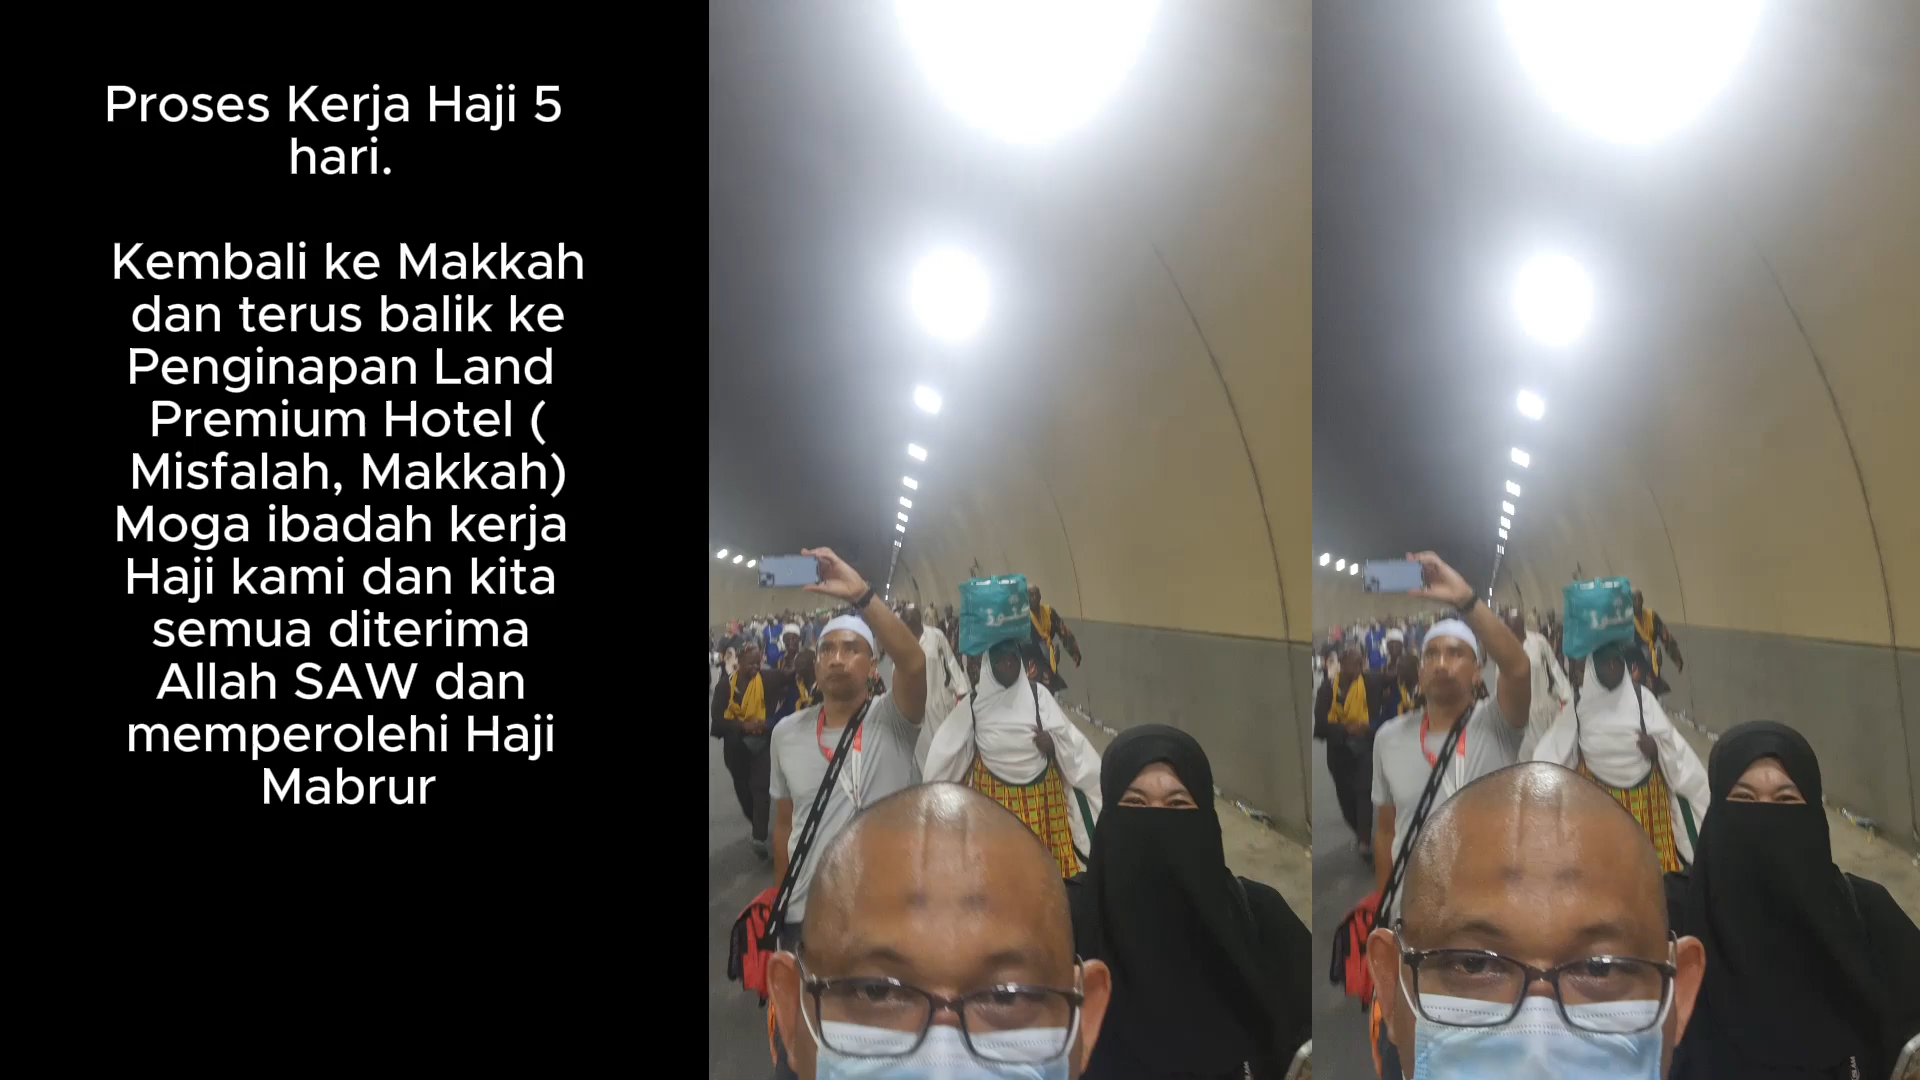 Proses Kerja Haji 5
hari.
Kembali ke Makkah
dan terus balik ke
Penginapan Land
Premium Hotel (
Misfalah, Makkah)
Moga ibadah kerja
Haji kami dan kita
semua diterima
Allah SAW dan
memperolehi Haji
Mabrur